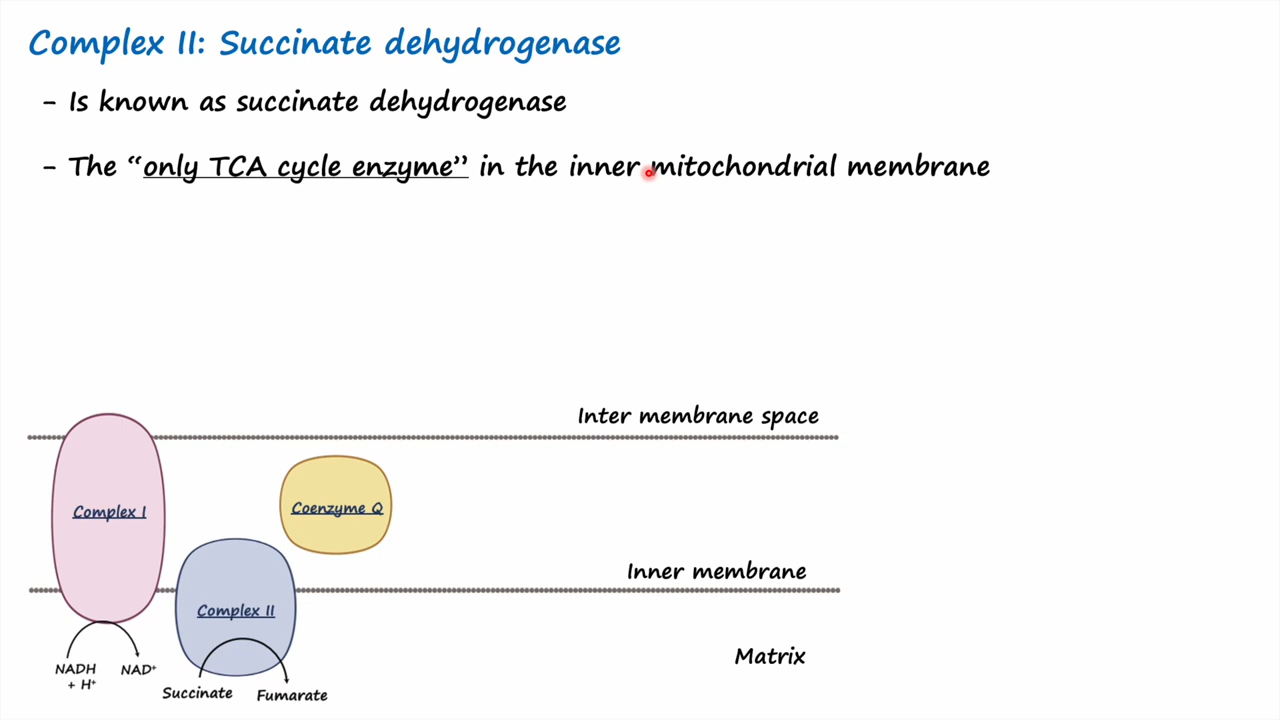 Complex II: Succinate dehydrogenase
- Is known as succinate dehydrogenase
- The “only TCA cycle enzyme” in the inner mitochondrial membrane
Inter membrane space
Complex I
Coenzyme Q
Inner membrane
Complex II
Matrix
NADH
+ H⁺
NAD⁺
Succinate
Fumarate